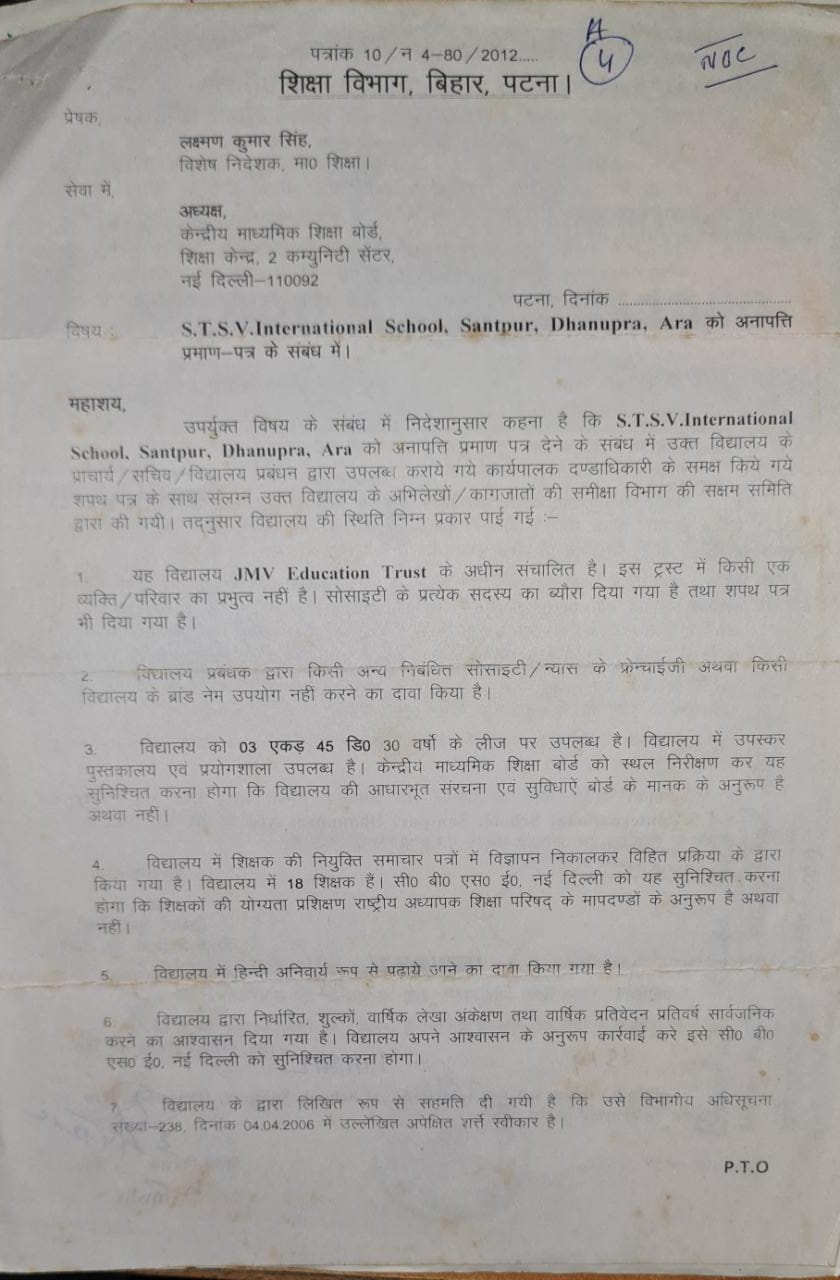 पत्रांक 10/न 4-80/2012.....
A
4
NOC
शिक्षा विभाग, बिहार, पटना।
प्रेषक,
लक्ष्मण कुमार सिंह,
विशेष निदेशक, मा0 शिक्षा।
सेवा में,
अध्यक्ष,
केन्द्रीय माध्यमिक शिक्षा बोर्ड,
शिक्षा केन्द्र, 2 कम्युनिटी सेंटर,
नई दिल्ली-110092
पटना, दिनांक ..........................................
विषय : S.T.S.V.International School, Santpur, Dhanupra, Ara को अनापत्ति
प्रमाण-पत्र के संबंध में।
महाशय,
उपर्युक्त विषय के संबंध में निदेशानुसार कहना है कि S.T.S.V.International
School, Santpur, Dhanupra, Ara को अनापत्ति प्रमाण पत्र देने के संबंध में उक्त विद्यालय के
प्राचार्य/सचिव/विद्यालय प्रबंधन द्वारा उपलब्ध कराये गये कार्यपालक दण्डाधिकारी के समक्ष किये गये
शपथ पत्र के साथ संलग्न उक्त विद्यालय के अभिलेखों/कागजातों की समीक्षा विभाग की सक्षम समिति
द्वारा की गयी। तद्नुसार विद्यालय की स्थिति निम्न प्रकार पाई गई :-
1. यह विद्यालय JMV Education Trust के अधीन संचालित है। इस ट्रस्ट में किसी एक
व्यक्ति/परिवार का प्रभुत्व नहीं है। सोसाइटी के प्रत्येक सदस्य का ब्यौरा दिया गया है तथा शपथ पत्र
भी दिया गया है।
2. विद्यालय प्रबंधक द्वारा किसी अन्य निबंधित सोसाइटी/न्यास के फ्रेन्चाईजी अथवा किसी
विद्यालय के ब्रांड नेम उपयोग नहीं करने का दावा किया है।
3. विद्यालय को 03 एकड़ 45 डि0 30 वर्षो के लीज पर उपलब्ध है। विद्यालय में उपस्कर
पुस्तकालय एवं प्रयोगशाला उपलब्ध है। केन्द्रीय माध्यमिक शिक्षा बोर्ड को स्थल निरीक्षण कर यह
सुनिश्चित करना होगा कि विद्यालय की आधारभूत संरचना एवं सुविधाऐं बोर्ड के मानक के अनुरूप है
अथवा नहीं।
4. विद्यालय में शिक्षक की नियुक्ति समाचार पत्रों में विज्ञापन निकालकर विहित प्रक्रिया के द्वारा
किया गया है। विद्यालय में 18 शिक्षक हैं। सी0 बी0 एस0 ई0, नई दिल्ली को यह सुनिश्चित करना
होगा कि शिक्षकों की योग्यता प्रशिक्षण राष्ट्रीय अध्यापक शिक्षा परिषद् के मापदण्डों के अनुरूप है अथवा
नहीं।
5. विद्यालय में हिन्दी अनिवार्य रूप से पढ़ाये जाने का दावा किया गया है।
6 विद्यालय द्वारा निर्धारित, शुल्कों, वार्षिक लेखा अंकेक्षण तथा वार्षिक प्रतिवेदन प्रतिवर्ष सार्वजनिक
करने का आश्वासन दिया गया है। विद्यालय अपने आश्वासन के अनुरूप कार्रवाई करे इसे सी0 बी0
एस0 ई0, नई दिल्ली को सुनिश्चित करना होगा।
7 विद्यालय के द्वारा लिखित रूप से सहमति दी गयी है कि उसे विभागीय अधिसूचना
संख्या-238, दिनांक 04.04.2006 में उल्लेखित अपेक्षित शर्त्त स्वीकार है।
P.T.O